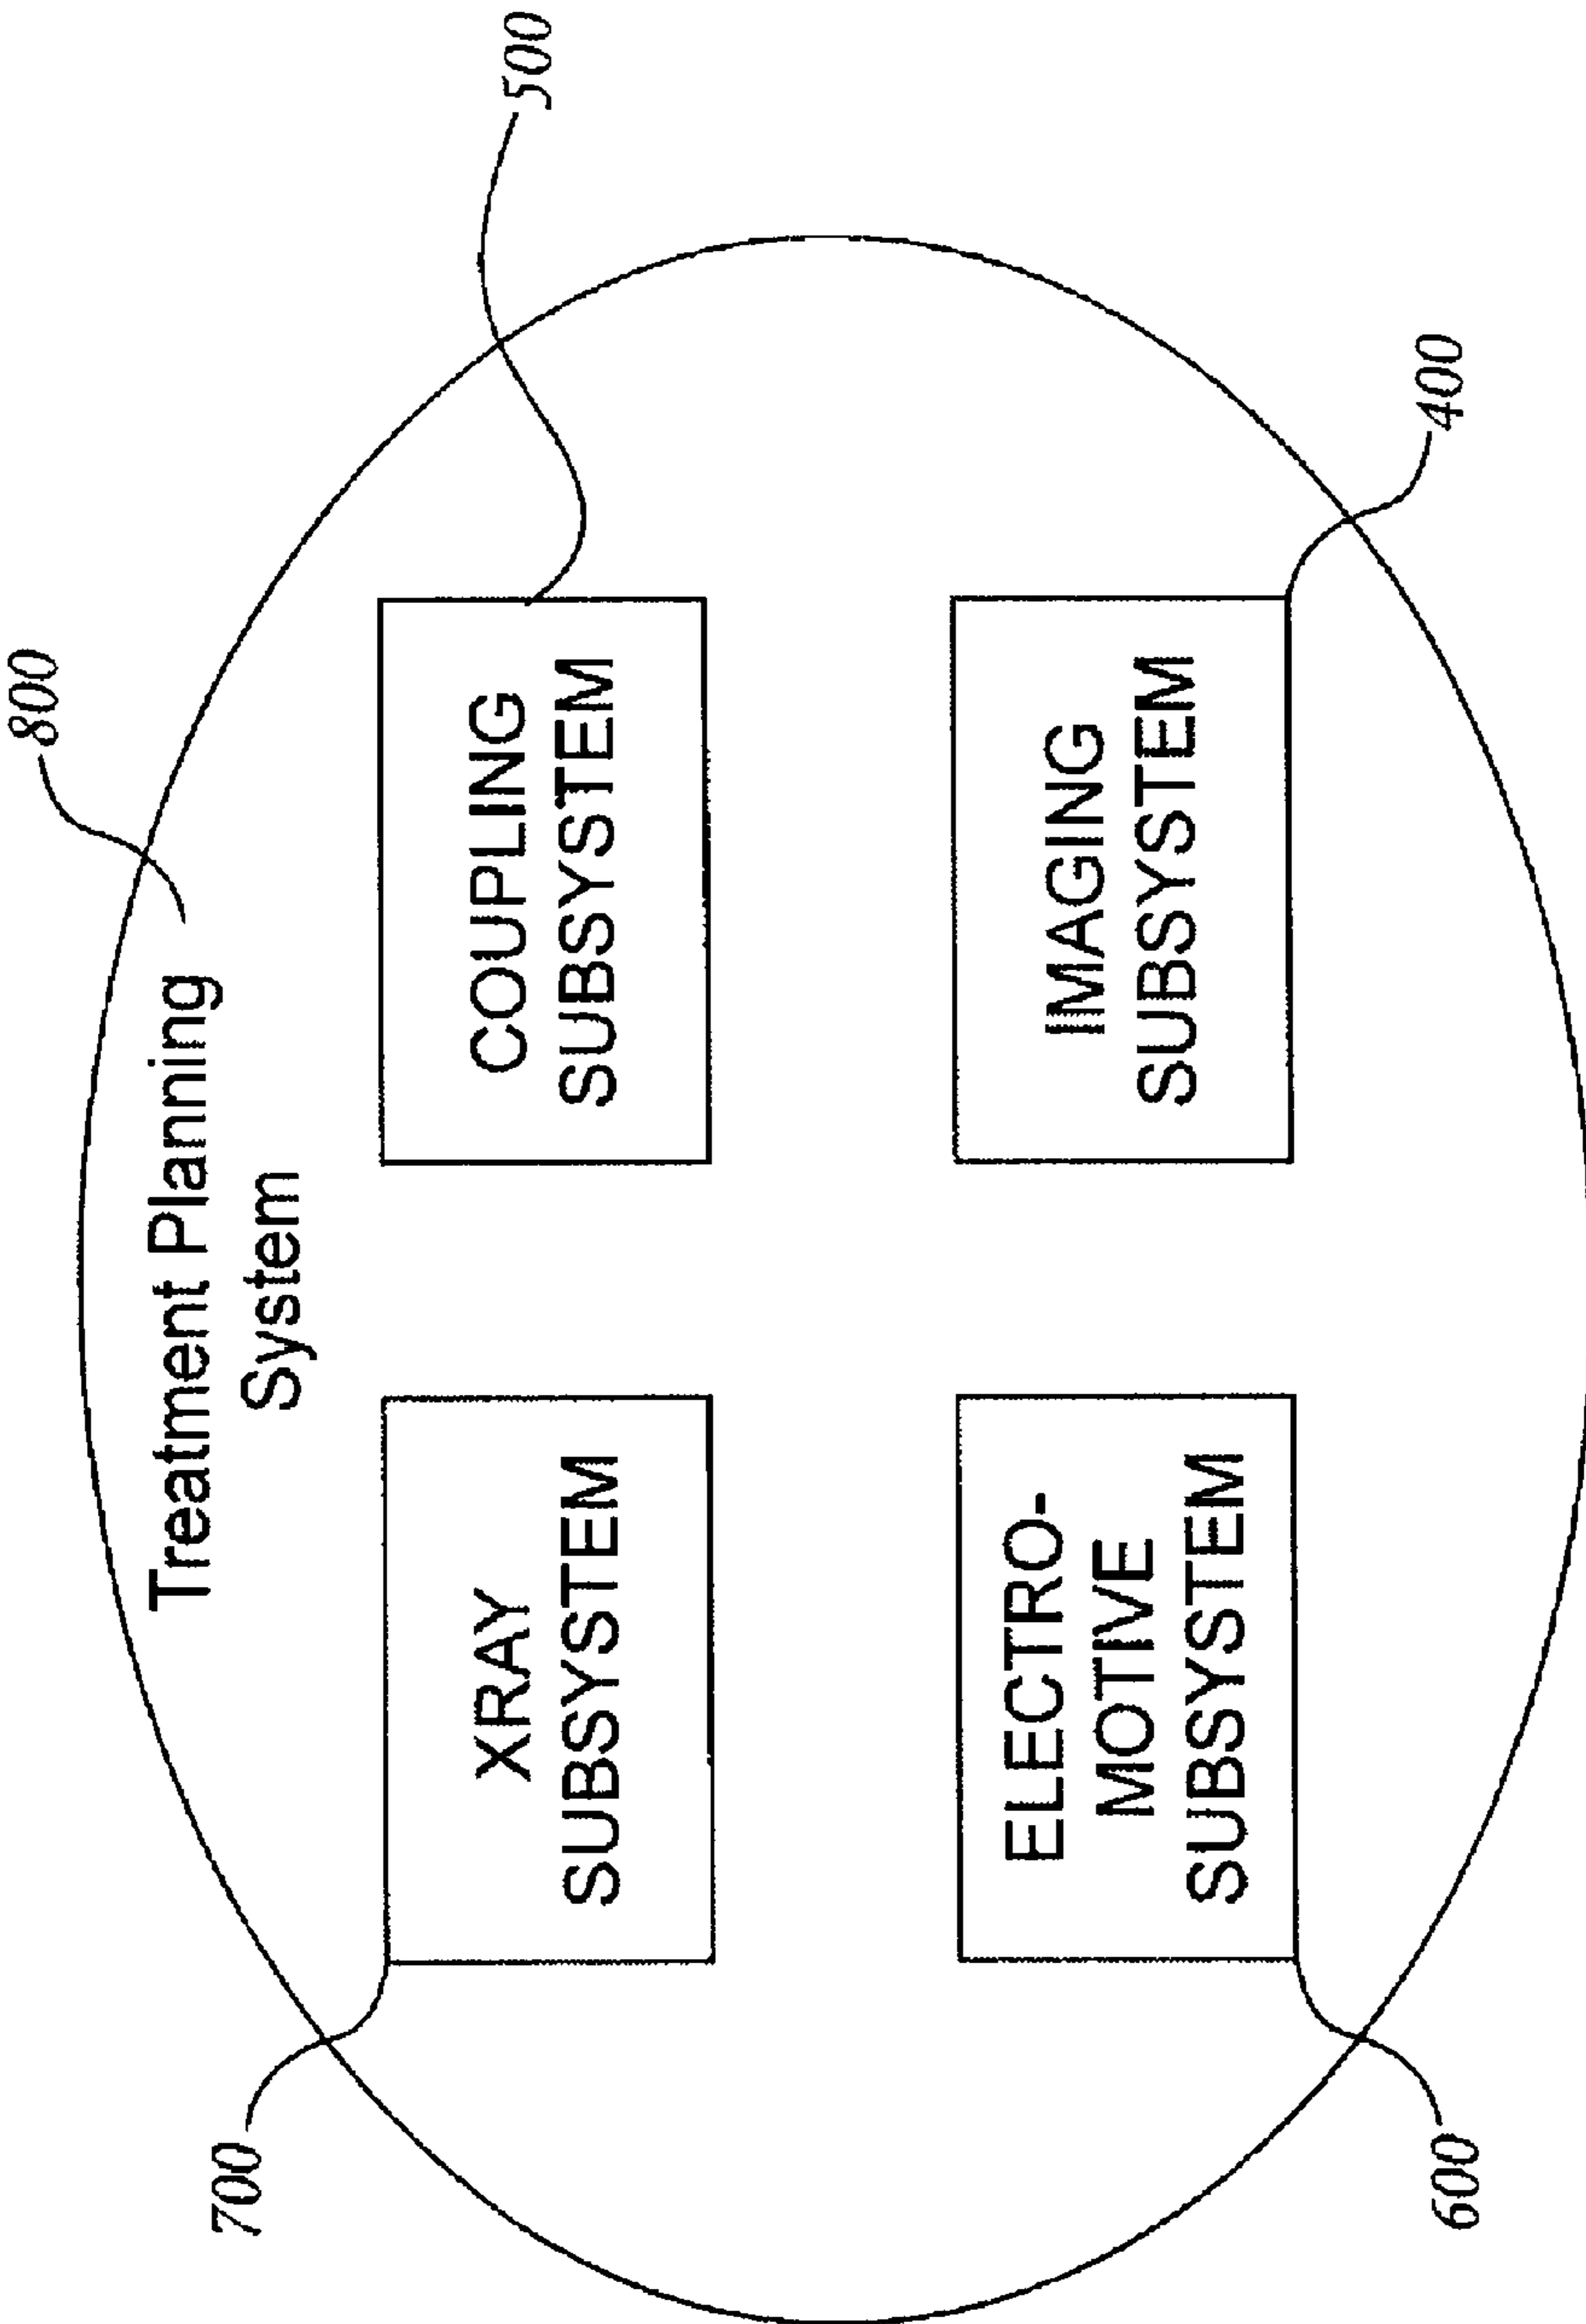 800
Treatment Planning
System
500
700
XRAY
SUBSYSTEM
COUPLING
SUBSYSTEM
ELECTRO-
MOTIVE
SUBSYSTEM
IMAGING
SUBSYSTEM
600
400